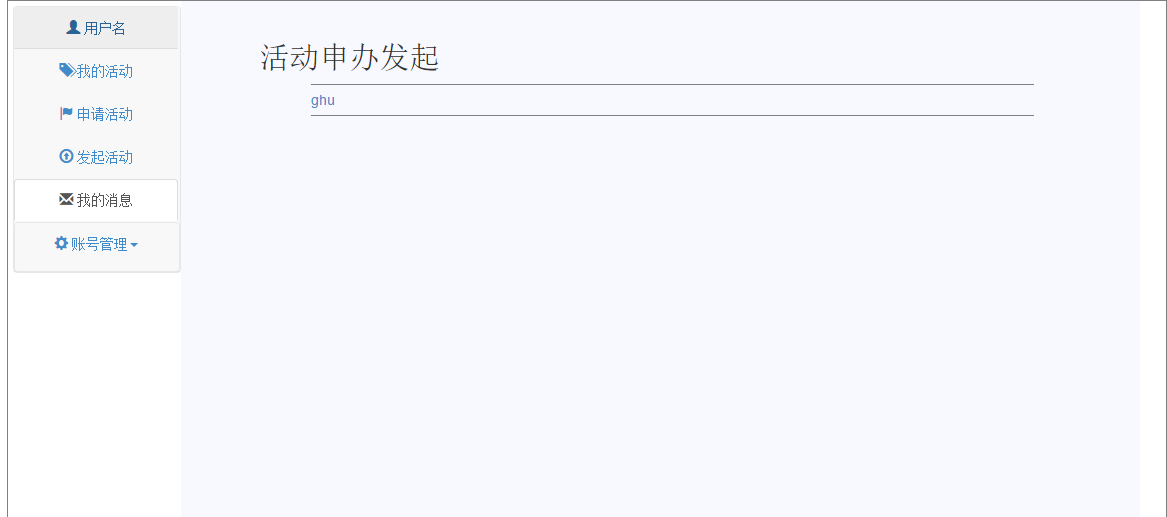 用户名
我的活动
申请活动
发起活动
我的消息
账号管理
活动申办发起
ghu